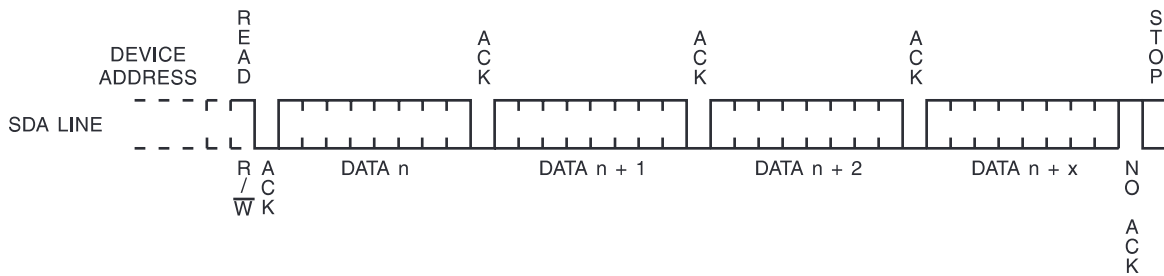 READ
DEVICE
ADDRESS
ACK
ACK
ACK
STOP
SDA LINE
R/W
ACK
DATA n
DATA n + 1
DATA n + 2
DATA n + x
NO ACK